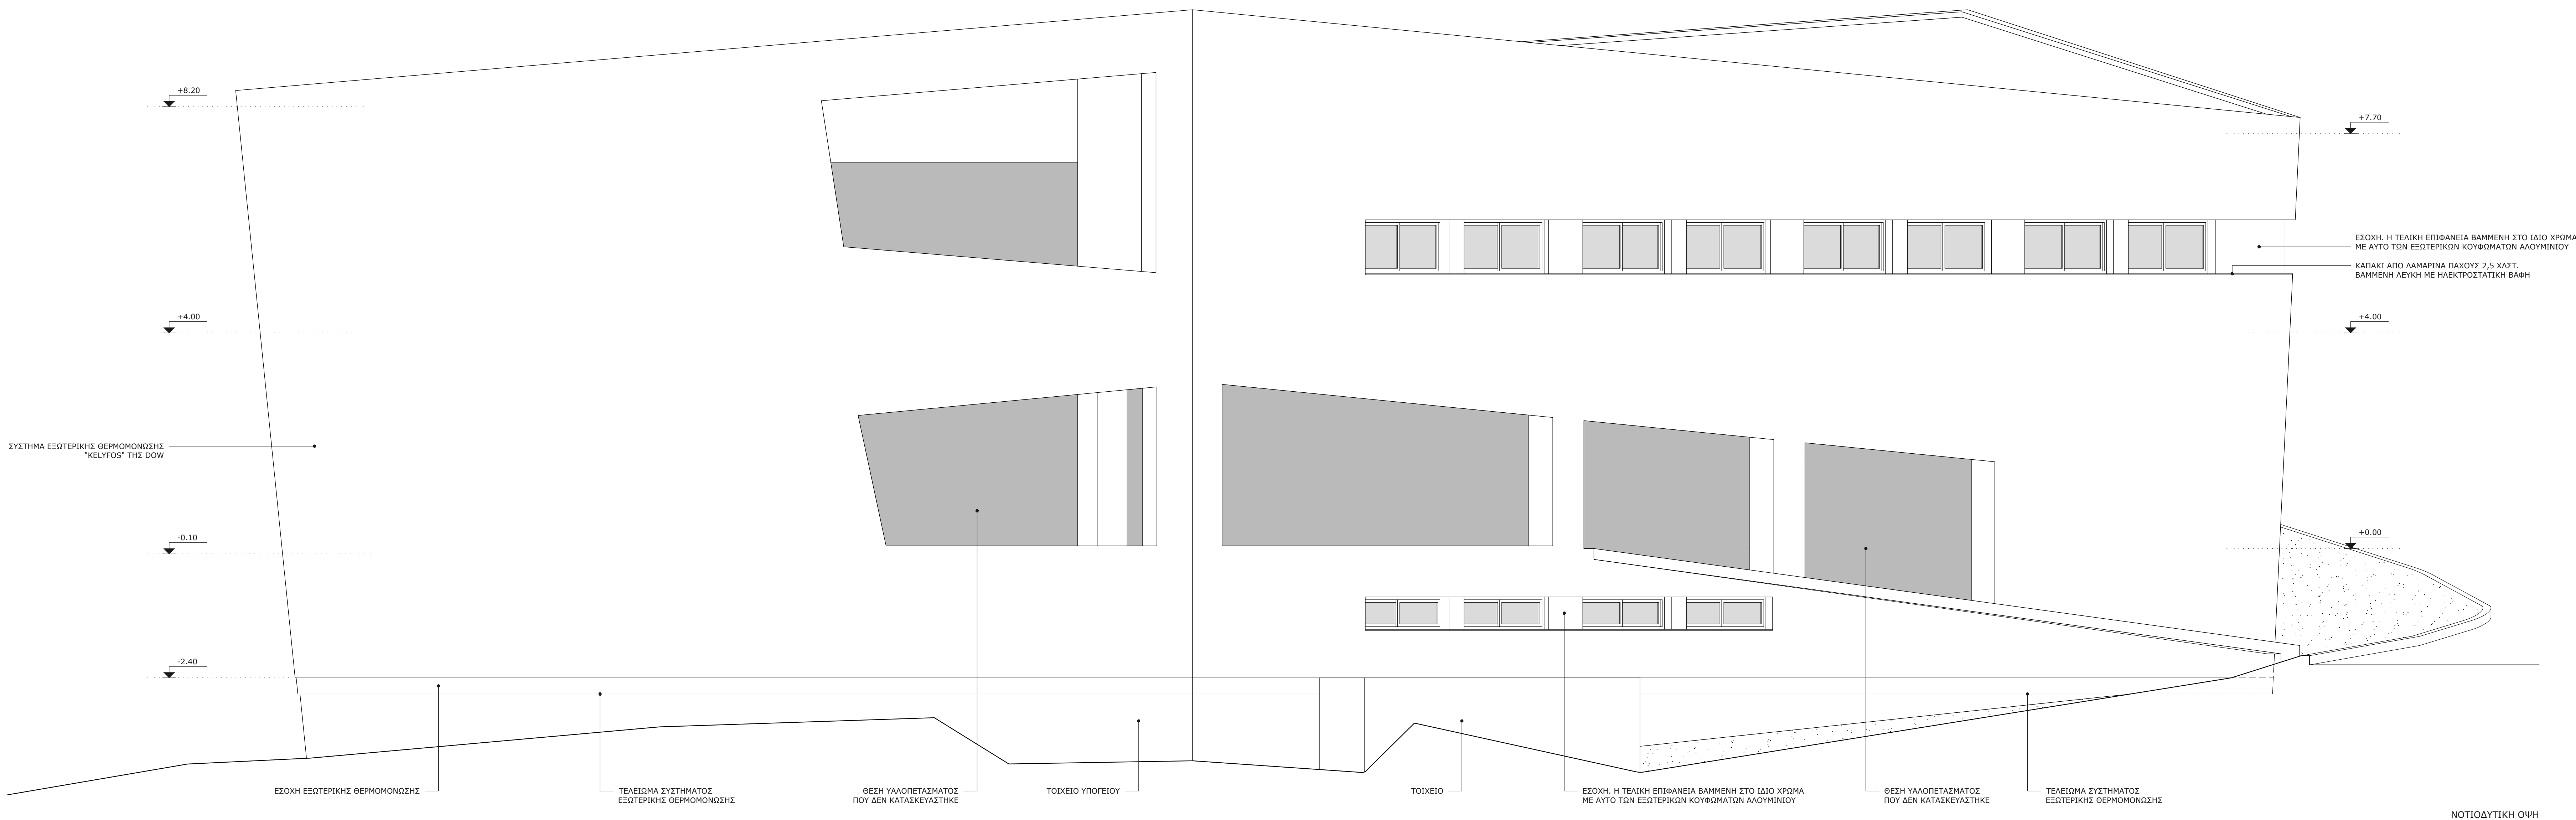 +8.20
+7.70
ΕΣΟΧΗ. Η ΤΕΛΙΚΗ ΕΠΙΦΑΝΕΙΑ ΒΑΜΜΕΝΗ ΣΤΟ ΙΔΙΟ ΧΡΩΜΑ
ΜΕ ΑΥΤΟ ΤΩΝ ΕΞΩΤΕΡΙΚΩΝ ΚΟΥΦΩΜΑΤΩΝ ΑΛΟΥΜΙΝΙΟΥ
ΚΑΠΑΚΙ ΑΠΟ ΛΑΜΑΡΙΝΑ ΠΑΧΟΥΣ 2,5 ΧΛΣΤ.
ΒΑΜΜΕΝΗ ΛΕΥΚΗ ΜΕ ΗΛΕΚΤΡΟΣΤΑΤΙΚΗ ΒΑΦΗ
+4.00
+4.00
ΣΥΣΤΗΜΑ ΕΞΩΤΕΡΙΚΗΣ ΘΕΡΜΟΜΟΝΩΣΗΣ
"KELYFOS" ΤΗΣ DOW
-0.10
+0.00
-2.40
ΕΣΟΧΗ ΕΞΩΤΕΡΙΚΗΣ ΘΕΡΜΟΜΟΝΩΣΗΣ
ΤΕΛΕΙΩΜΑ ΣΥΣΤΗΜΑΤΟΣ
ΕΞΩΤΕΡΙΚΗΣ ΘΕΡΜΟΜΟΝΩΣΗΣ
ΘΕΣΗ ΥΑΛΟΠΕΤΑΣΜΑΤΟΣ
ΠΟΥ ΔΕΝ ΚΑΤΑΣΚΕΥΑΣΤΗΚΕ
ΤΟΙΧΕΙΟ ΥΠΟΓΕΙΟΥ
ΤΟΙΧΕΙΟ
ΕΣΟΧΗ. Η ΤΕΛΙΚΗ ΕΠΙΦΑΝΕΙΑ ΒΑΜΜΕΝΗ ΣΤΟ ΙΔΙΟ ΧΡΩΜΑ
ΜΕ ΑΥΤΟ ΤΩΝ ΕΞΩΤΕΡΙΚΩΝ ΚΟΥΦΩΜΑΤΩΝ ΑΛΟΥΜΙΝΙΟΥ
ΘΕΣΗ ΥΑΛΟΠΕΤΑΣΜΑΤΟΣ
ΠΟΥ ΔΕΝ ΚΑΤΑΣΚΕΥΑΣΤΗΚΕ
ΤΕΛΕΙΩΜΑ ΣΥΣΤΗΜΑΤΟΣ
ΕΞΩΤΕΡΙΚΗΣ ΘΕΡΜΟΜΟΝΩΣΗΣ
ΝΟΤΙΟΔΥΤΙΚΗ ΟΨΗ